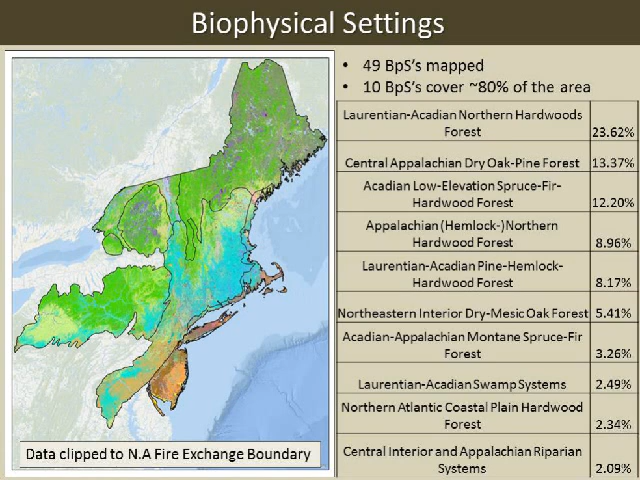 Biophysical Settings
• 49 BpS's mapped
• 10 BpS's cover ~80% of the area
Laurentian-Acadian Northern Hardwoods
Forest 23.62%
Central Appalachian Dry Oak-Pine Forest 13.37%
Acadian Low-Elevation Spruce-Fir-
Hardwood Forest 12.20%
Appalachian (Hemlock-)Northern
Hardwood Forest 8.96%
Laurentian-Acadian Pine-Hemlock-
Hardwood Forest 8.17%
Northeastern Interior Dry-Mesic Oak Forest 5.41%
Acadian-Appalachian Montane Spruce-Fir
Forest 3.26%
Laurentian-Acadian Swamp Systems 2.49%
Northern Atlantic Coastal Plain Hardwood
Forest 2.34%
Central Interior and Appalachian Riparian
Systems 2.09%
Data clipped to N.A Fire Exchange Boundary